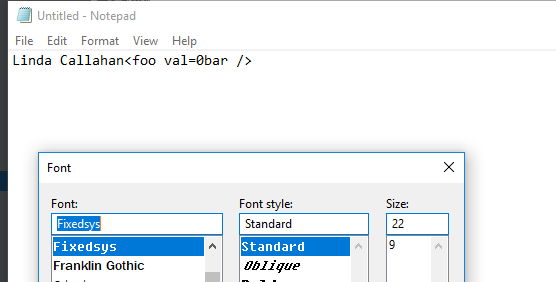 Untitled - Notepad
File Edit Format View Help
Linda Callahan<foo val=0bar />
Font
Font: Font style: Size:
Fixedsys Standard 22
Fixedsys Standard 9
Franklin Gothic Oblique